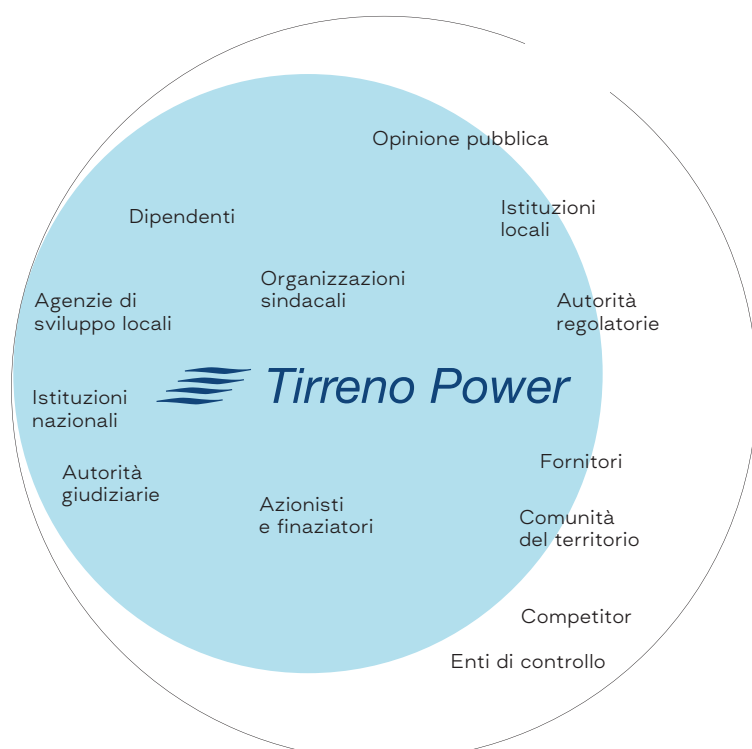 Opinione pubblica
Dipendenti
Istituzioni
locali
Organizzazioni
sindacali
Agenzie di
sviluppo locali
Autorità
regolatorie
Tirreno Power
Istituzioni
nazionali
Autorità
giudiziarie
Fornitori
Azionisti
e finaziatori
Comunità
del territorio
Competitor
Enti di controllo